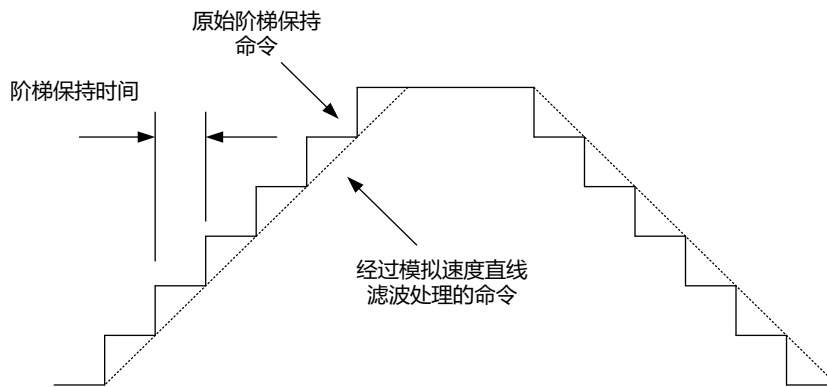 原始阶梯保持
命令
阶梯保持时间
经过模拟速度直线
滤波处理的命令